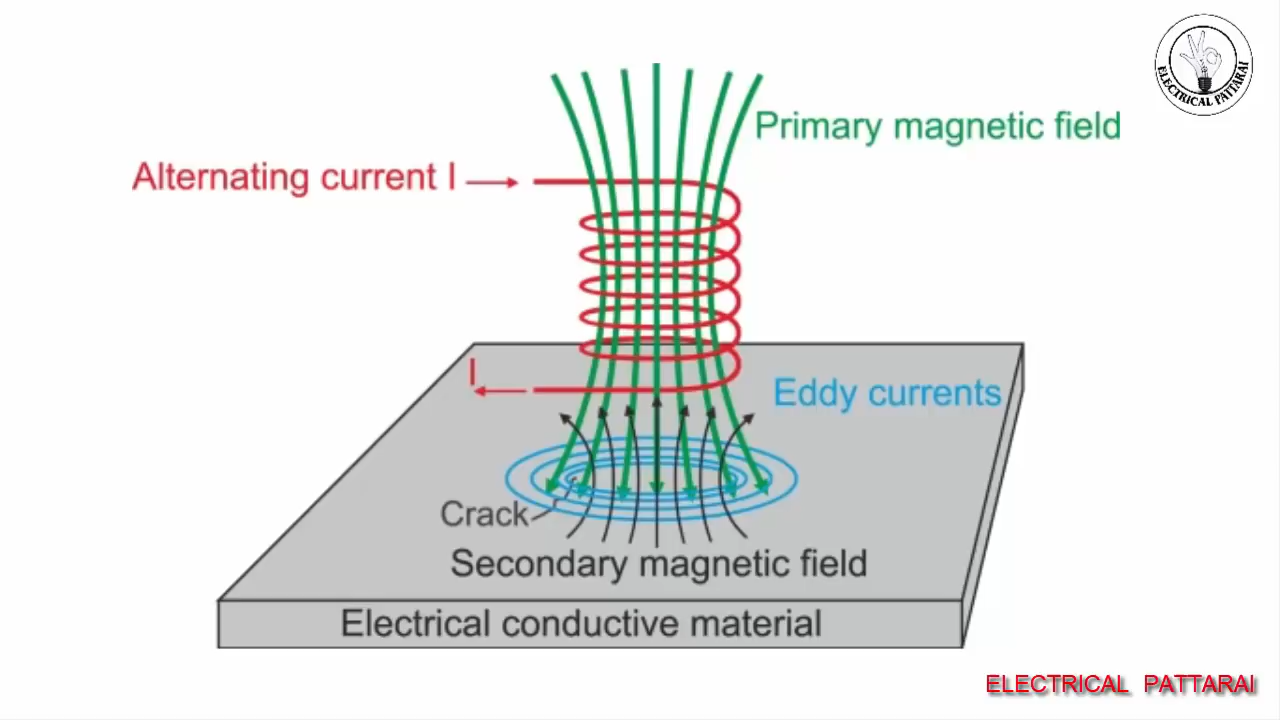 ELECTRICAL PATTARAI
Primary magnetic field
Alternating current I
I
Eddy currents
Crack
Secondary magnetic field
Electrical conductive material
ELECTRICAL PATTARAI